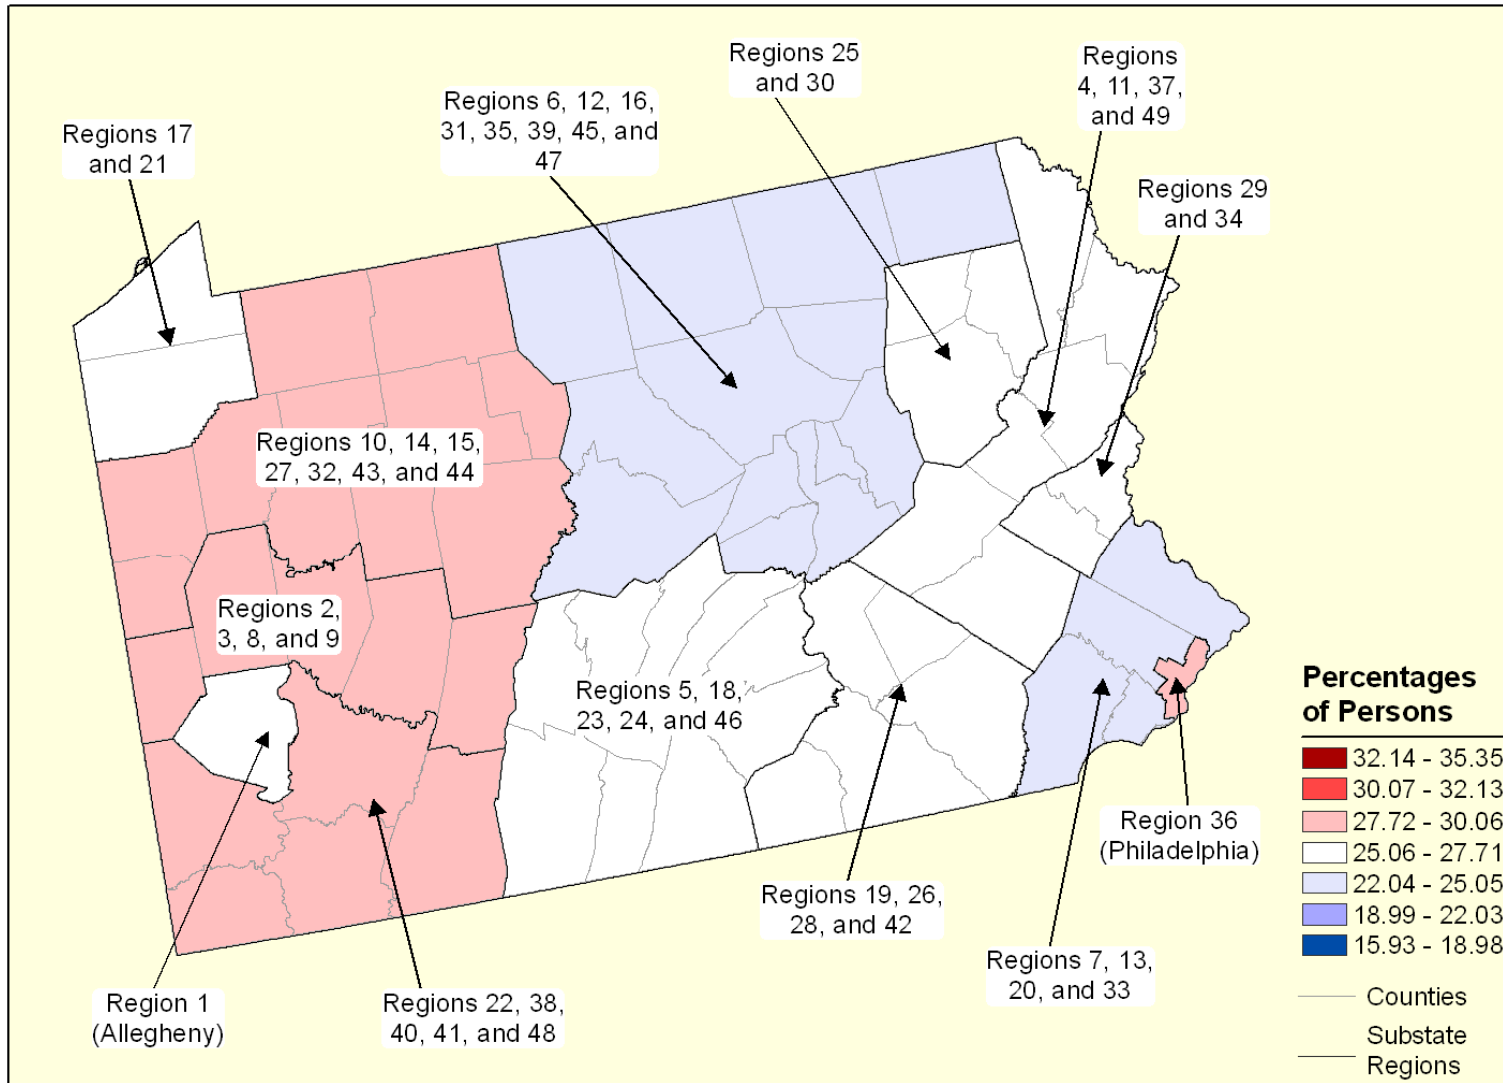 Regions 25
and 30
Regions
4, 11, 37,
and 49
Regions 6, 12, 16,
31, 35, 39, 45, and
47
Regions 17
and 21
Regions 29
and 34
Regions 10, 14, 15,
27, 32, 43, and 44
Regions 2,
3, 8, and 9
Regions 5, 18,
23, 24, and 46
Percentages
of Persons
32.14 - 35.35
30.07 - 32.13
27.72 - 30.06
25.06 - 27.71
22.04 - 25.05
18.99 - 22.03
15.93 - 18.98
Counties
Substate
Regions
Region 36
(Philadelphia)
Regions 19, 26,
28, and 42
Regions 7, 13,
20, and 33
Region 1
(Allegheny)
Regions 22, 38,
40, 41, and 48